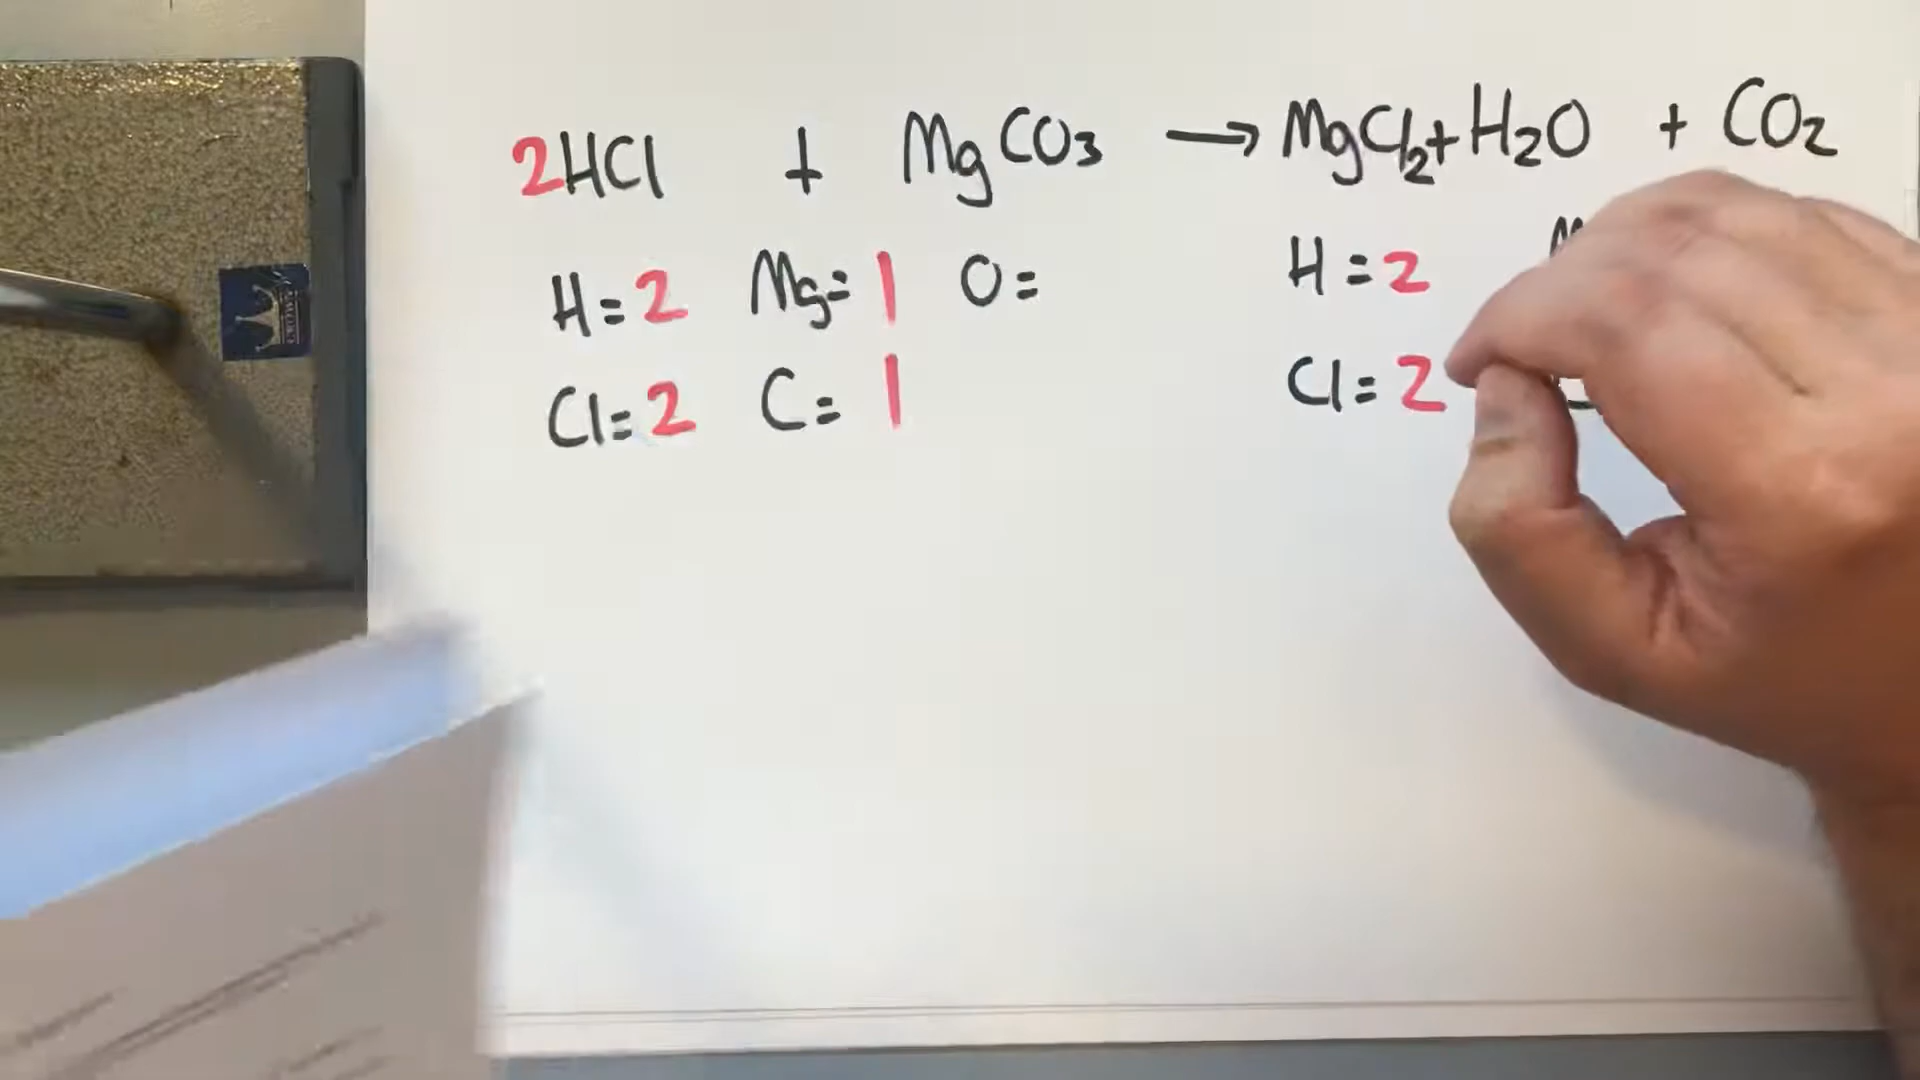 2HCl + MgCO3 → MgCl2 + H2O + CO2
H = 2 Mg = 1 O = H = 2
Cl = 2 C = 1 Cl = 2